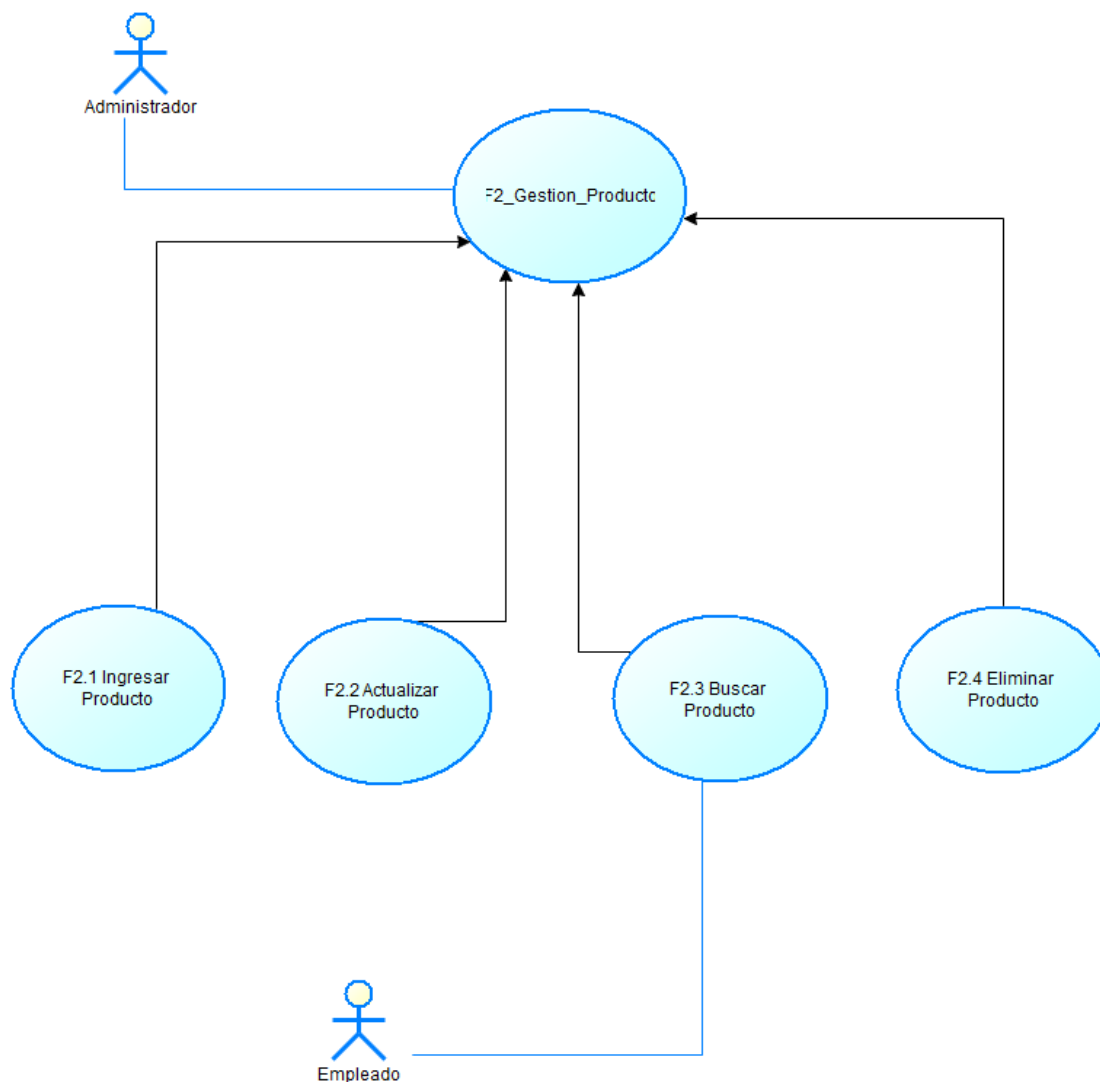 Administrador
F2_Gestion_Producto
F2.1 Ingresar
Producto
F2.2 Actualizar
Producto
F2.3 Buscar
Producto
F2.4 Eliminar
Producto
Empleado